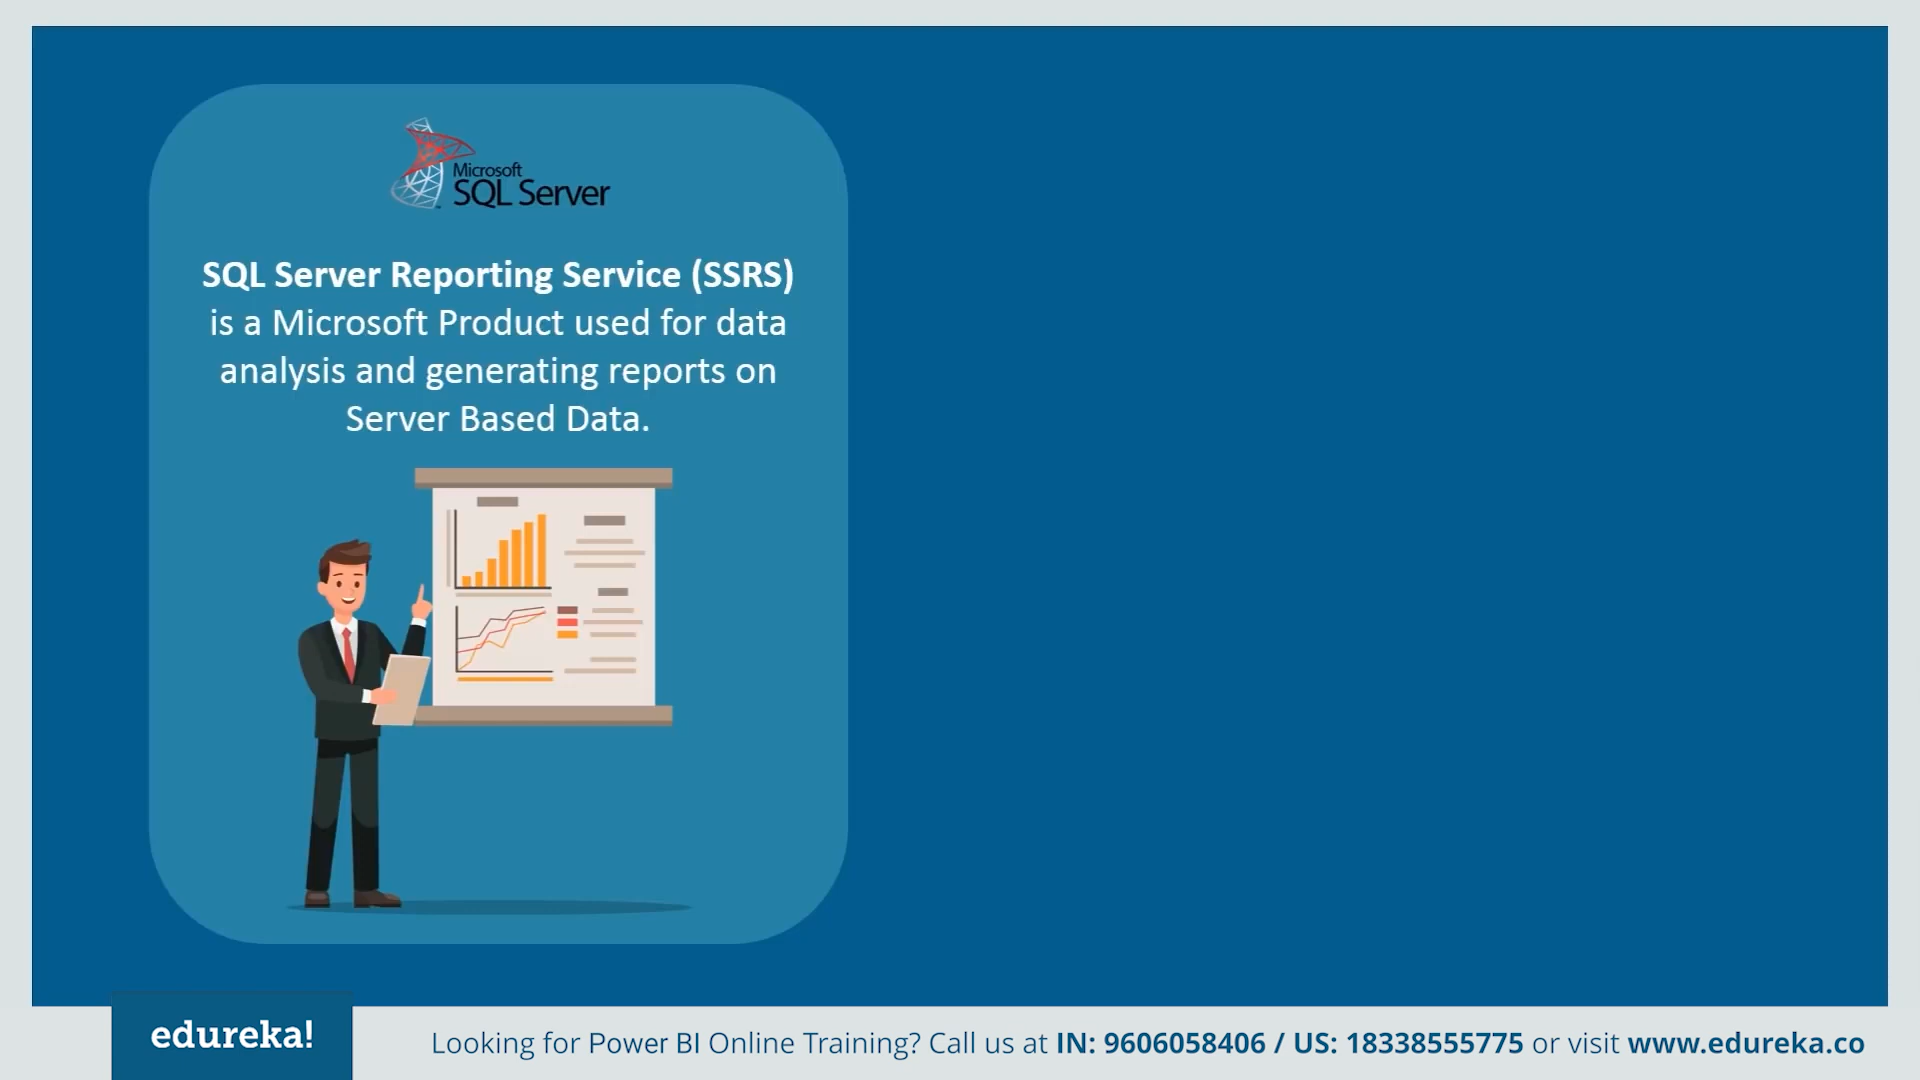 Microsoft
SQL Server
SQL Server Reporting Service (SSRS)
is a Microsoft Product used for data
analysis and generating reports on
Server Based Data.
edureka!
Looking for Power BI Online Training? Call us at IN: 9606058406 / US: 18338555775 or visit www.edureka.co